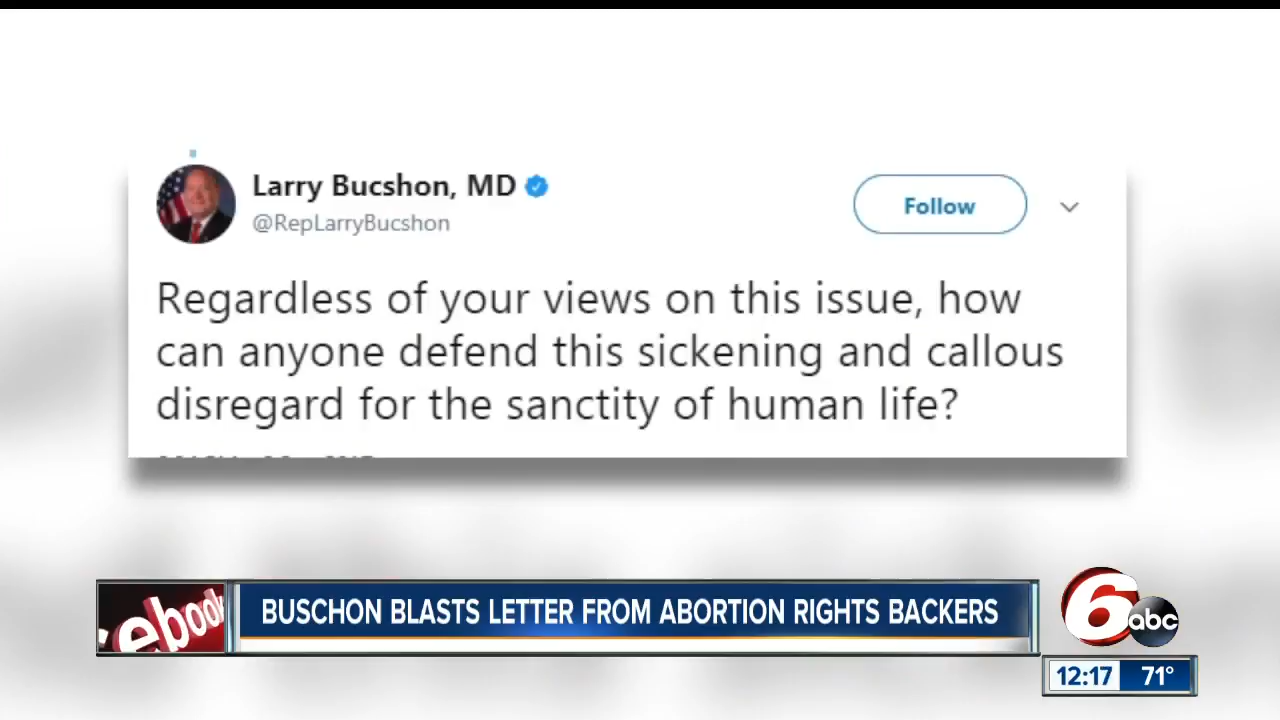 Larry Bucshon, MD
@RepLarryBucshon
Follow
Regardless of your views on this issue, how
can anyone defend this sickening and callous
disregard for the sanctity of human life?
ebook
BUSCHON BLASTS LETTER FROM ABORTION RIGHTS BACKERS
6
abc
12:17 71°